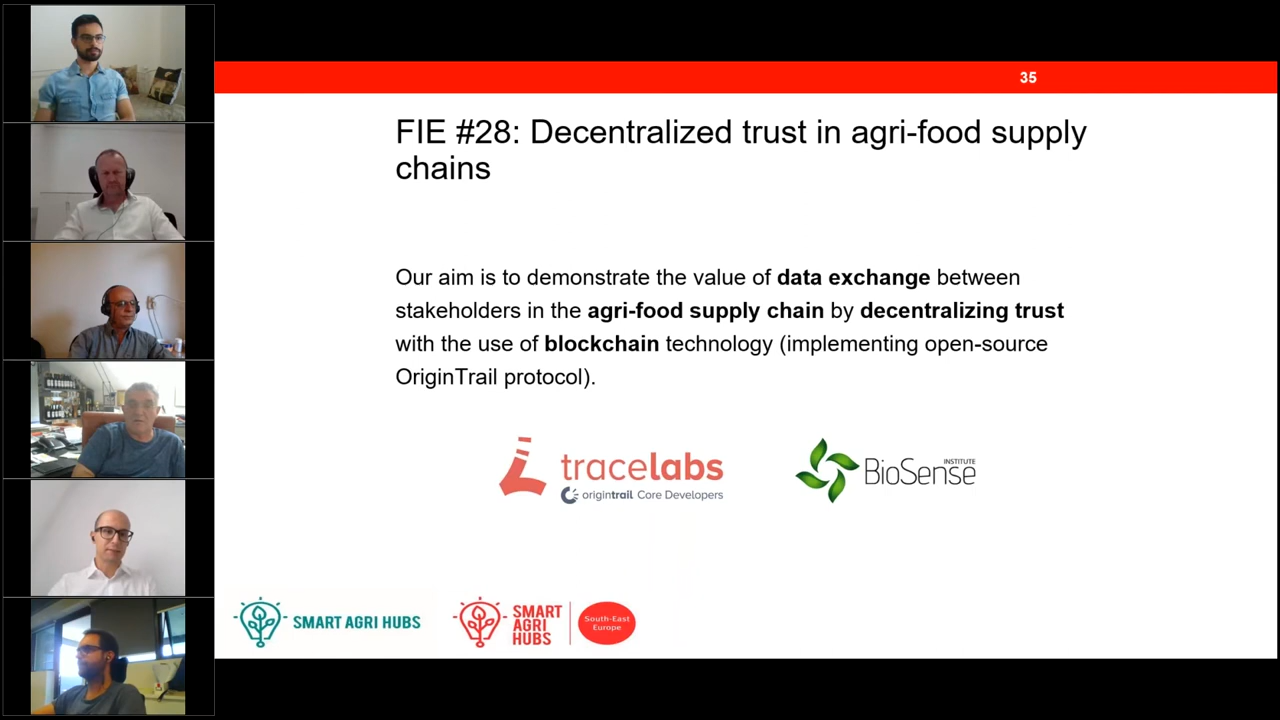 35
FIE #28: Decentralized trust in agri-food supply
chains
Our aim is to demonstrate the value of data exchange between
stakeholders in the agri-food supply chain by decentralizing trust
with the use of blockchain technology (implementing open-source
OriginTrail protocol).
tracelabs
origintrail Core Developers
INSTITUTE
BioSense
SMART AGRI HUBS
SMART
AGRI
HUBS
South-East
Europe